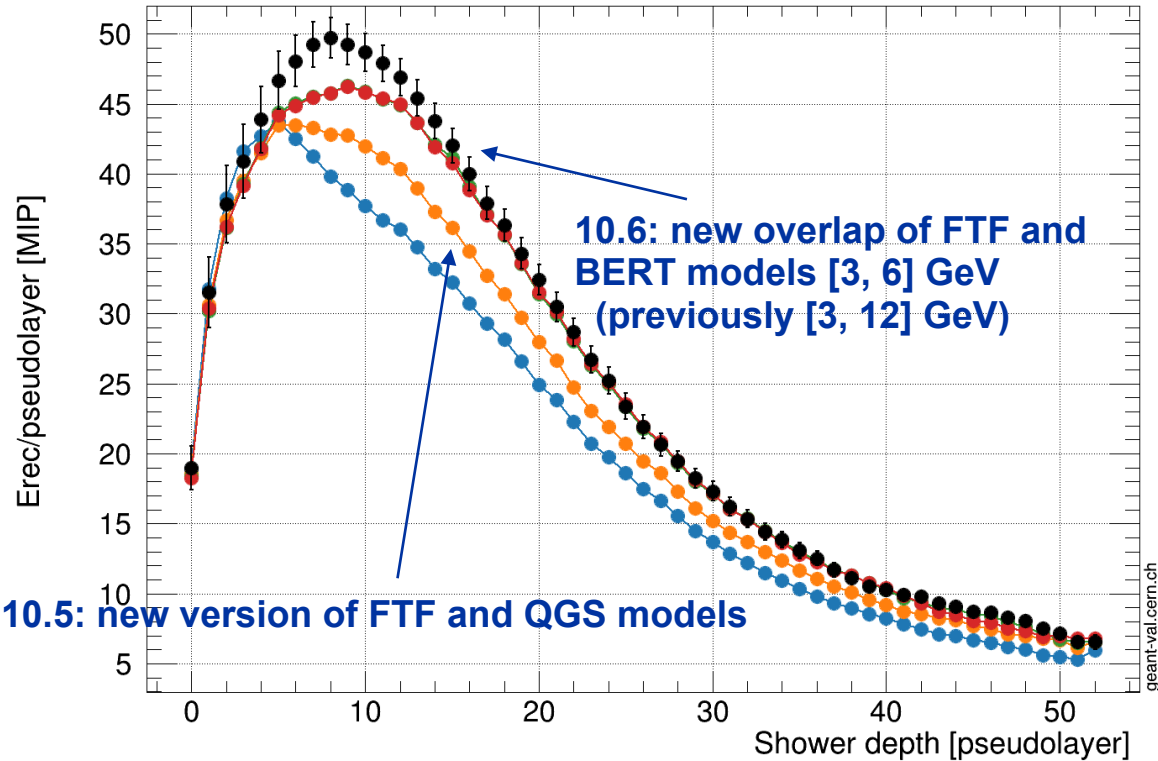 50
45
40
35
30
25
20
15
10
5
Erec/pseudolayer [MIP]
10.6: new overlap of FTF and
BERT models [3, 6] GeV
(previously [3, 12] GeV)
10.5: new version of FTF and QGS models
geant-val.cern.ch
0
10
20
30
40
50
Shower depth [pseudolayer]